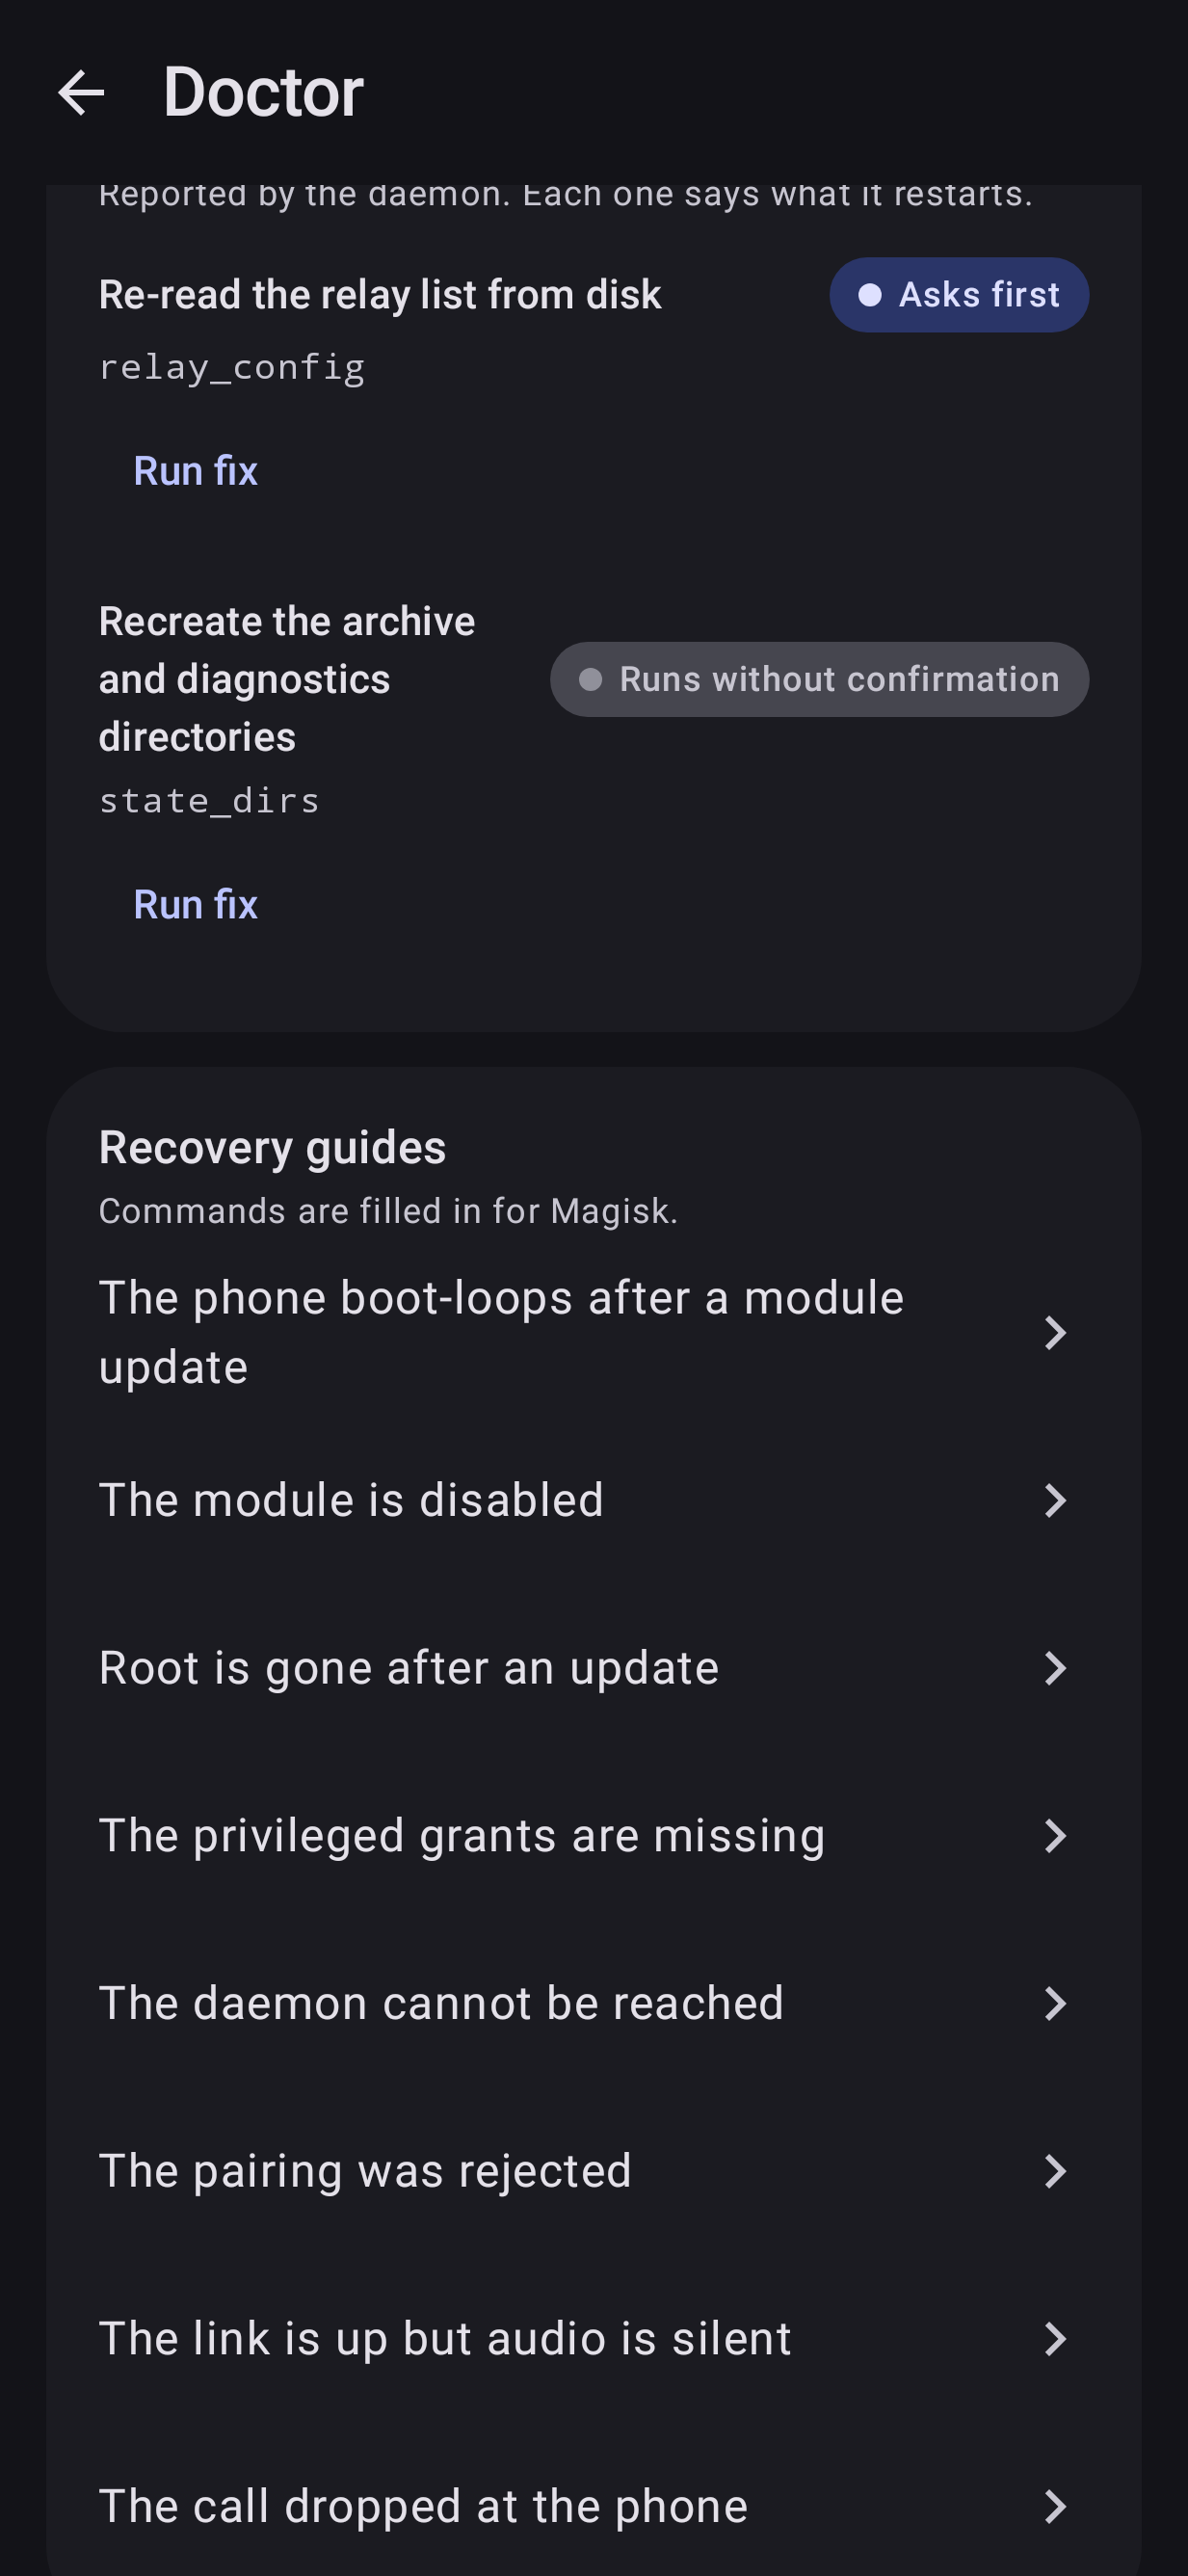 Doctor
Reported by the daemon. Each one says what it restarts.
Re-read the relay list from disk
Asks first
relay_config
Run fix
Recreate the archive
and diagnostics
directories
Runs without confirmation
state_dirs
Run fix
Recovery guides
Commands are filled in for Magisk.
The phone boot-loops after a module
update
The module is disabled
Root is gone after an update
The privileged grants are missing
The daemon cannot be reached
The pairing was rejected
The link is up but audio is silent
The call dropped at the phone